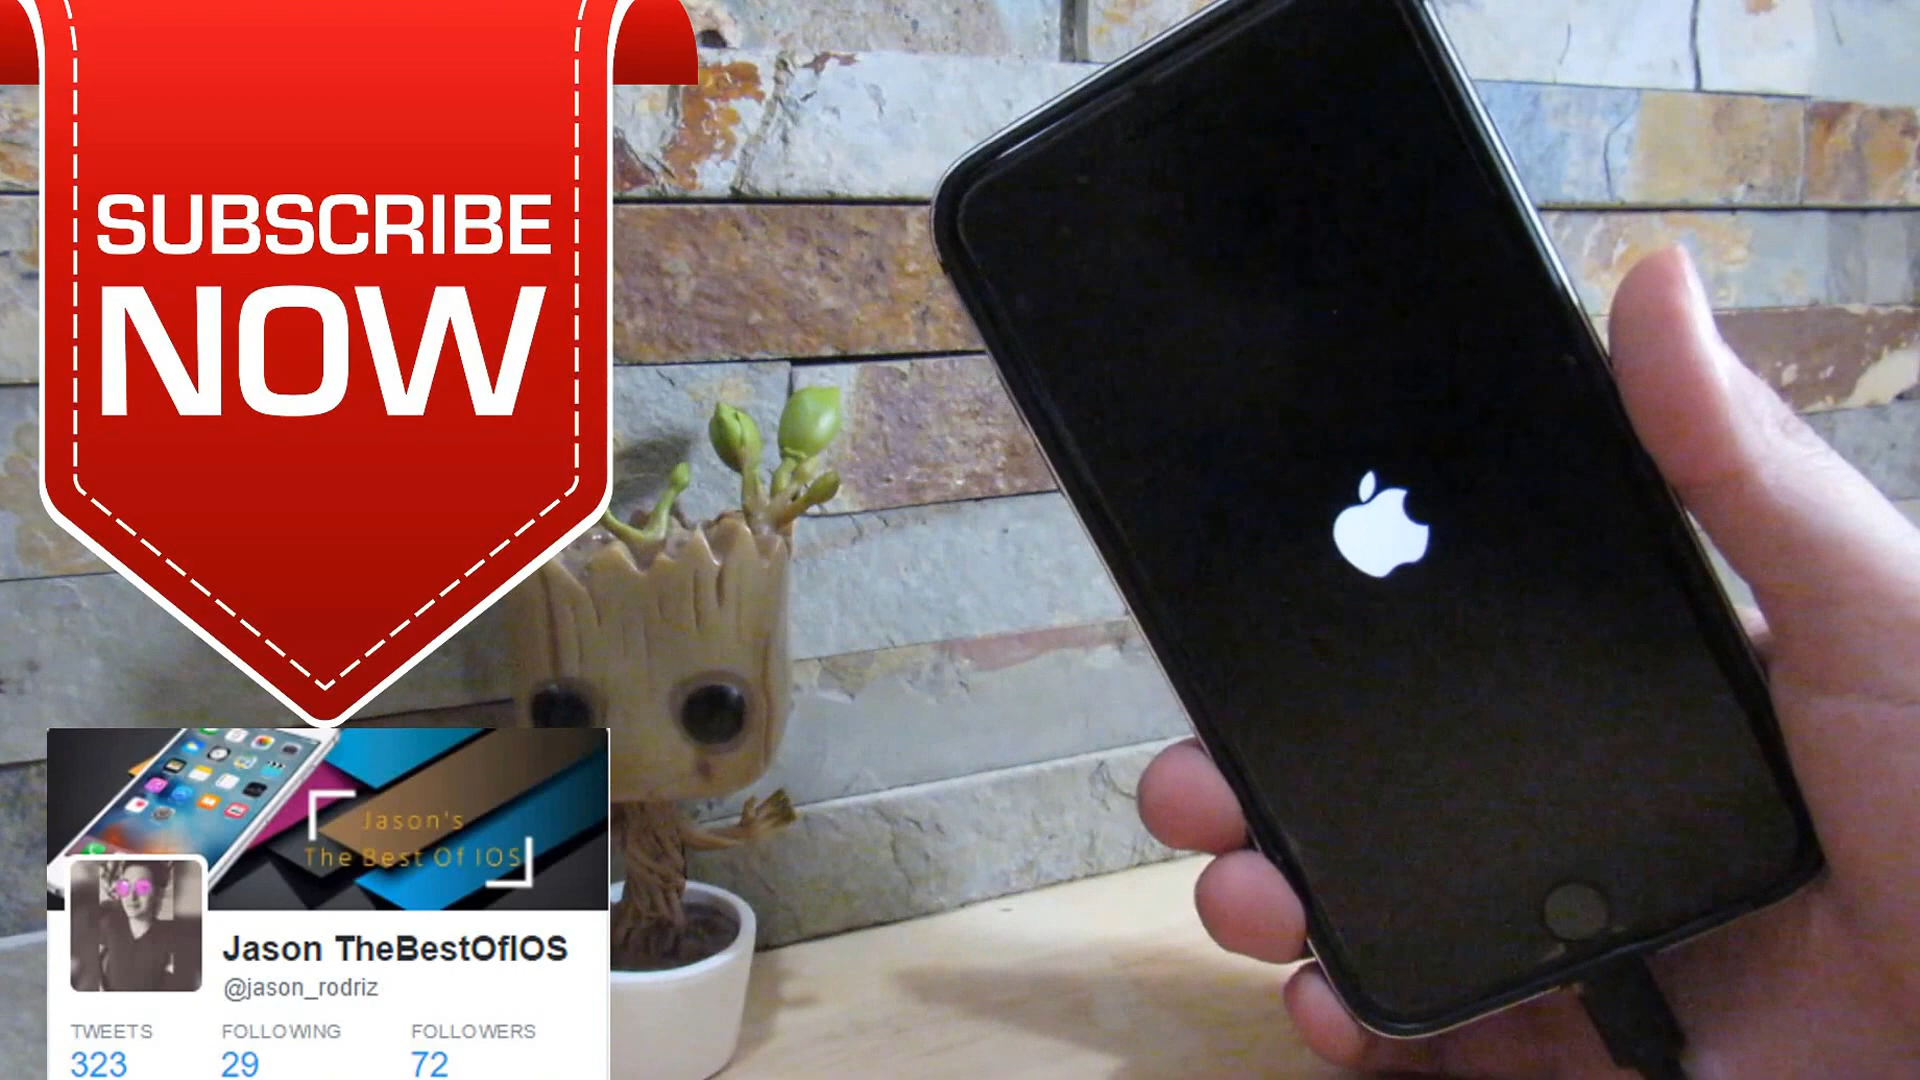 SUBSCRIBE
NOW
Jason's
The Best Of IOS
Jason TheBestOfIOS
@jason_rodriz
TWEETS FOLLOWING FOLLOWERS
323 29 72